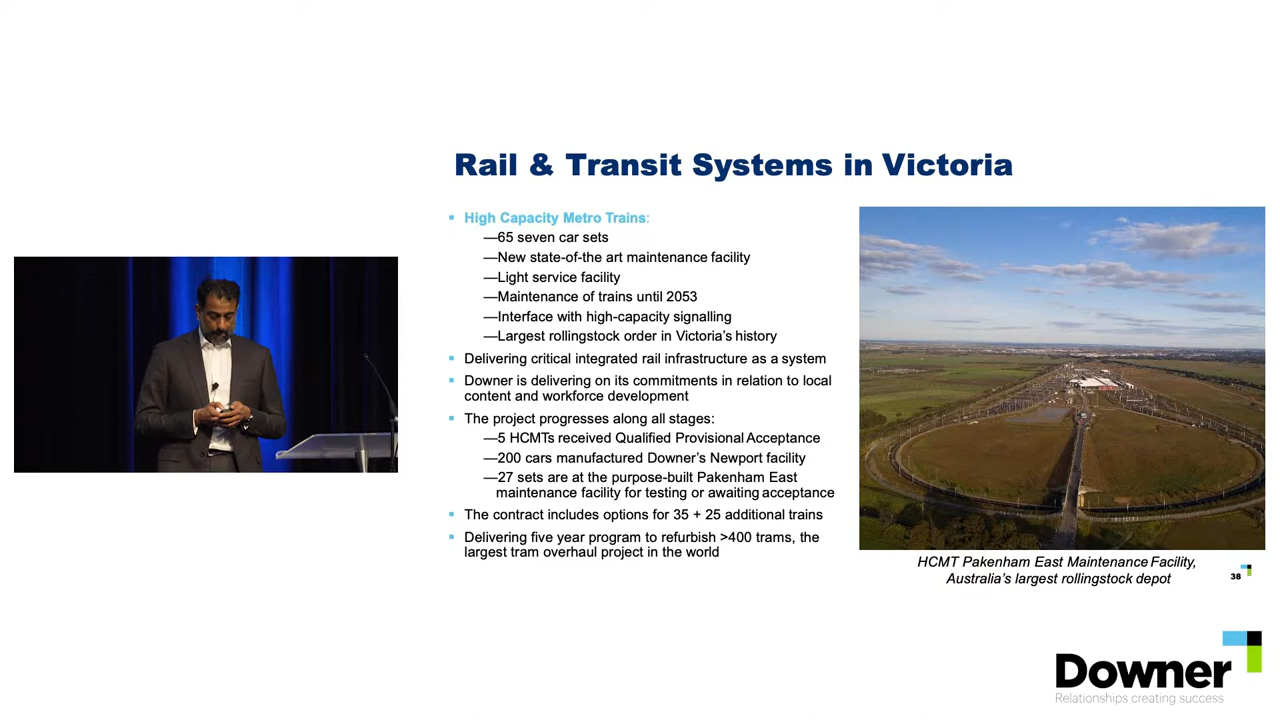 Rail & Transit Systems in Victoria
▪ High Capacity Metro Trains:
—65 seven car sets
—New state-of-the art maintenance facility
—Light service facility
—Maintenance of trains until 2053
—Interface with high-capacity signalling
—Largest rollingstock order in Victoria's history
▪ Delivering critical integrated rail infrastructure as a system
▪ Downer is delivering on its commitments in relation to local
content and workforce development
▪ The project progresses along all stages:
—5 HCMTs received Qualified Provisional Acceptance
—200 cars manufactured Downer's Newport facility
—27 sets are at the purpose-built Pakenham East
maintenance facility for testing or awaiting acceptance
▪ The contract includes options for 35 + 25 additional trains
▪ Delivering five year program to refurbish >400 trams, the
largest tram overhaul project in the world
HCMT Pakenham East Maintenance Facility,
Australia's largest rollingstock depot
38
Downer
Relationships creating success